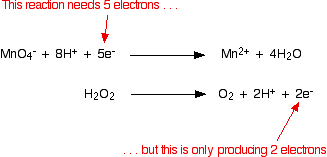 This reaction needs 5 electrons . . .
MnO₄⁻ + 8H⁺ + 5e⁻ ⟶ Mn²⁺ + 4H₂O
H₂O₂ ⟶ O₂ + 2H⁺ + 2e⁻
. . . but this is only producing 2 electrons